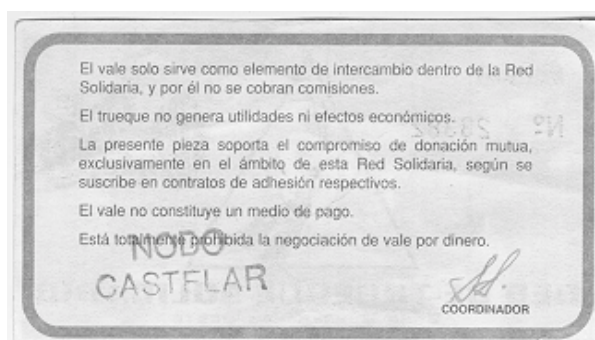 El vale solo sirve como elemento de intercambio dentro de la Red
Solidaria, y por él no se cobran comisiones.
El trueque no genera utilidades ni efectos económicos.
Nº 28382
La presente pieza soporta el compromiso de donación mutua,
exclusivamente en el ámbito de esta Red Solidaria, según se
suscribe en contratos de adhesión respectivos.
El vale no constituye un medio de pago.
Está totalmente prohibida la negociación de vale por dinero.
NODO
CASTELAR
COORDINADOR